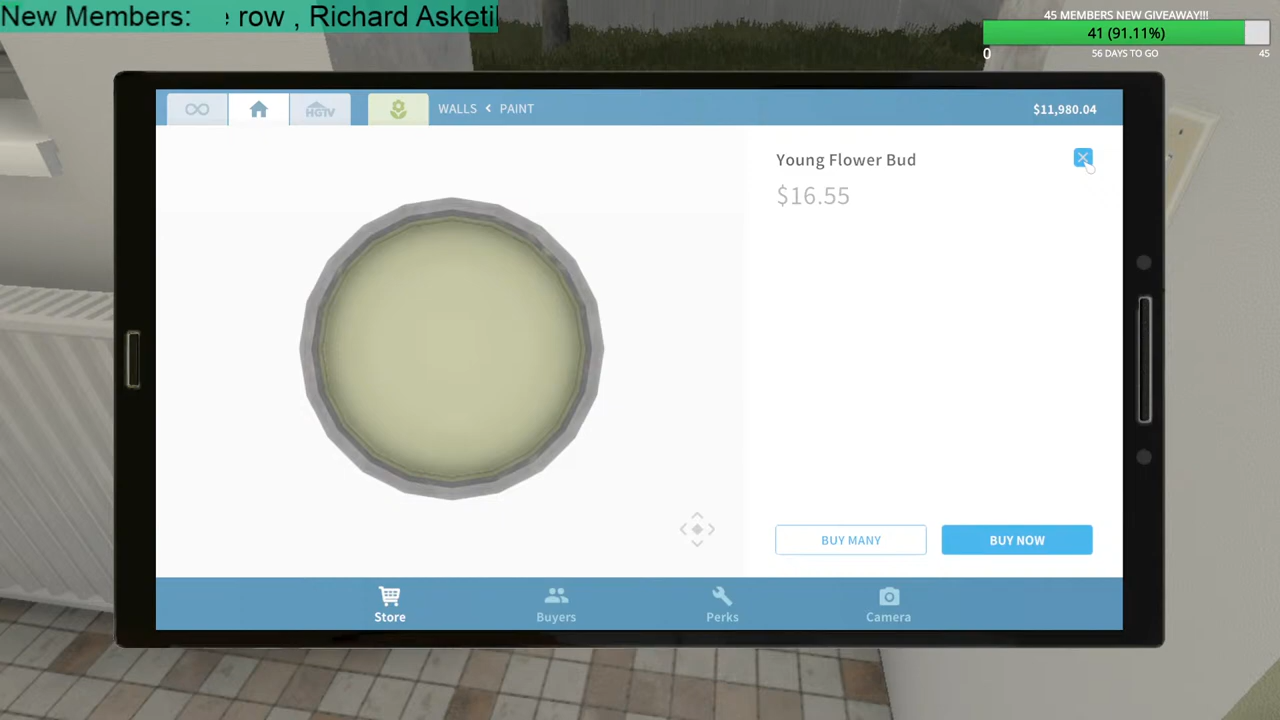 New Members: e row , Richard Asketil
45 MEMBERS NEW GIVEAWAY!!!
41 (91.11%)
0 56 DAYS TO GO 45
HGTV WALLS < PAINT $11,980.04
Young Flower Bud
$16.55
BUY MANY BUY NOW
Store Buyers Perks Camera